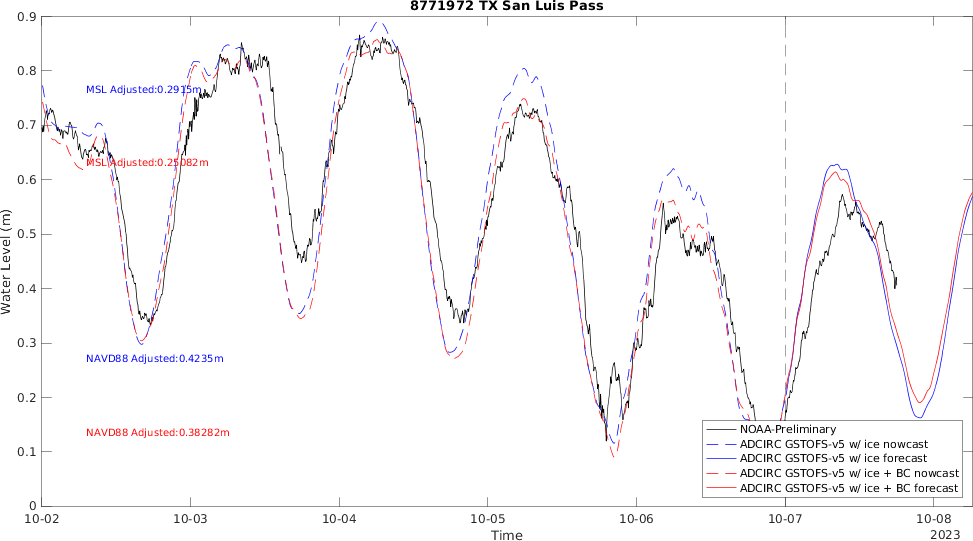 8771972 TX San Luis Pass
0.9
0.8
MSL Adjusted:0.2915m
0.7
MSL Adjusted:0.25082m
0.6
0.5
0.4
0.3
NAVD88 Adjusted:0.4235m
0.2
NAVD88 Adjusted:0.38282m
0.1
0
Water Level (m)
NOAA-Preliminary
ADCIRC GSTOFS-v5 w/ ice nowcast
ADCIRC GSTOFS-v5 w/ ice forecast
ADCIRC GSTOFS-v5 w/ ice + BC nowcast
ADCIRC GSTOFS-v5 w/ ice + BC forecast
10-02 10-03 10-04 10-05 10-06 10-07 10-08
Time
2023